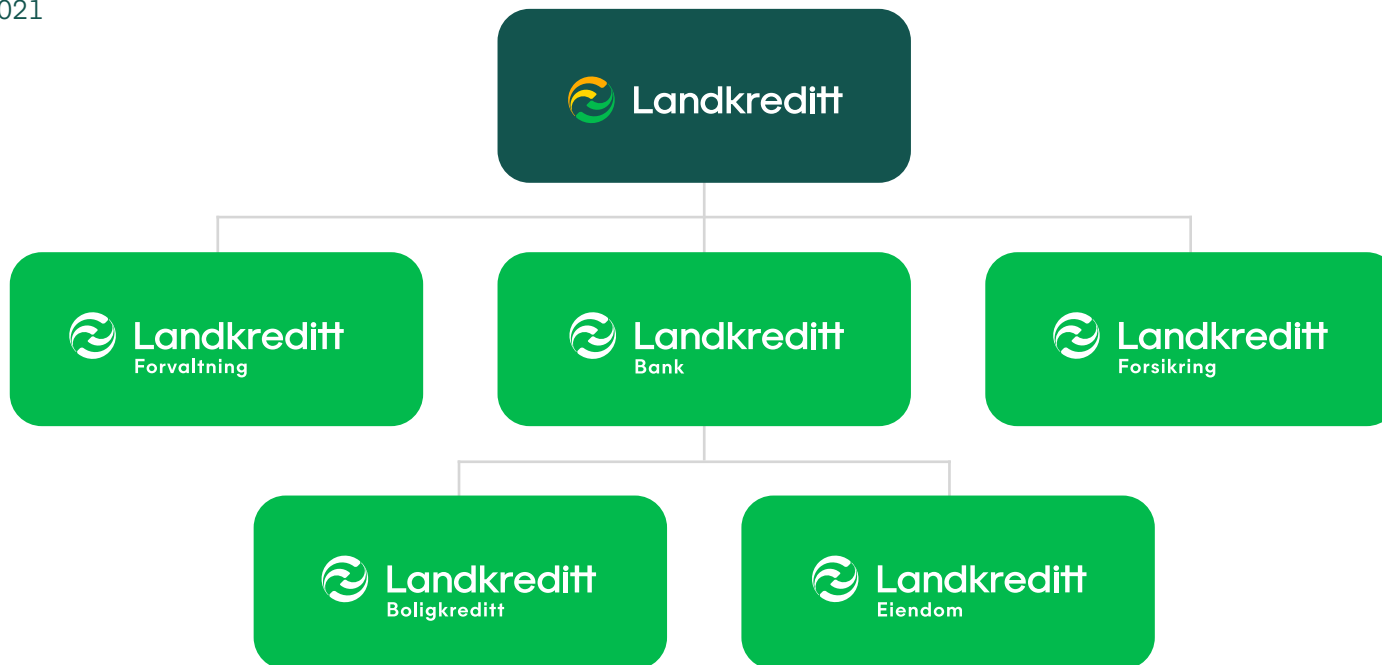 021
Landkreditt
Landkreditt
Forvaltning
Landkreditt
Bank
Landkreditt
Forsikring
Landkreditt
Boligkreditt
Landkreditt
Eiendom